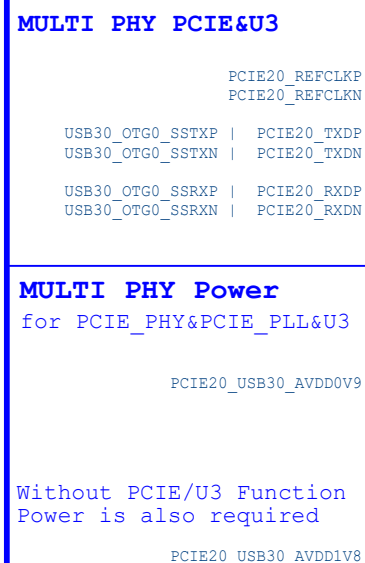 MULTI PHY PCIE&U3
PCIE20_REFCLKP
PCIE20_REFCLKN
USB30_OTG0_SSTXP | PCIE20_TXDP
USB30_OTG0_SSTXN | PCIE20_TXDN
USB30_OTG0_SSRXP | PCIE20_RXDP
USB30_OTG0_SSRXN | PCIE20_RXDN
MULTI PHY Power
for PCIE_PHY&PCIE_PLL&U3
PCIE20_USB30_AVDD0V9
Without PCIE/U3 Function
Power is also required
PCIE20_USB30_AVDD1V8